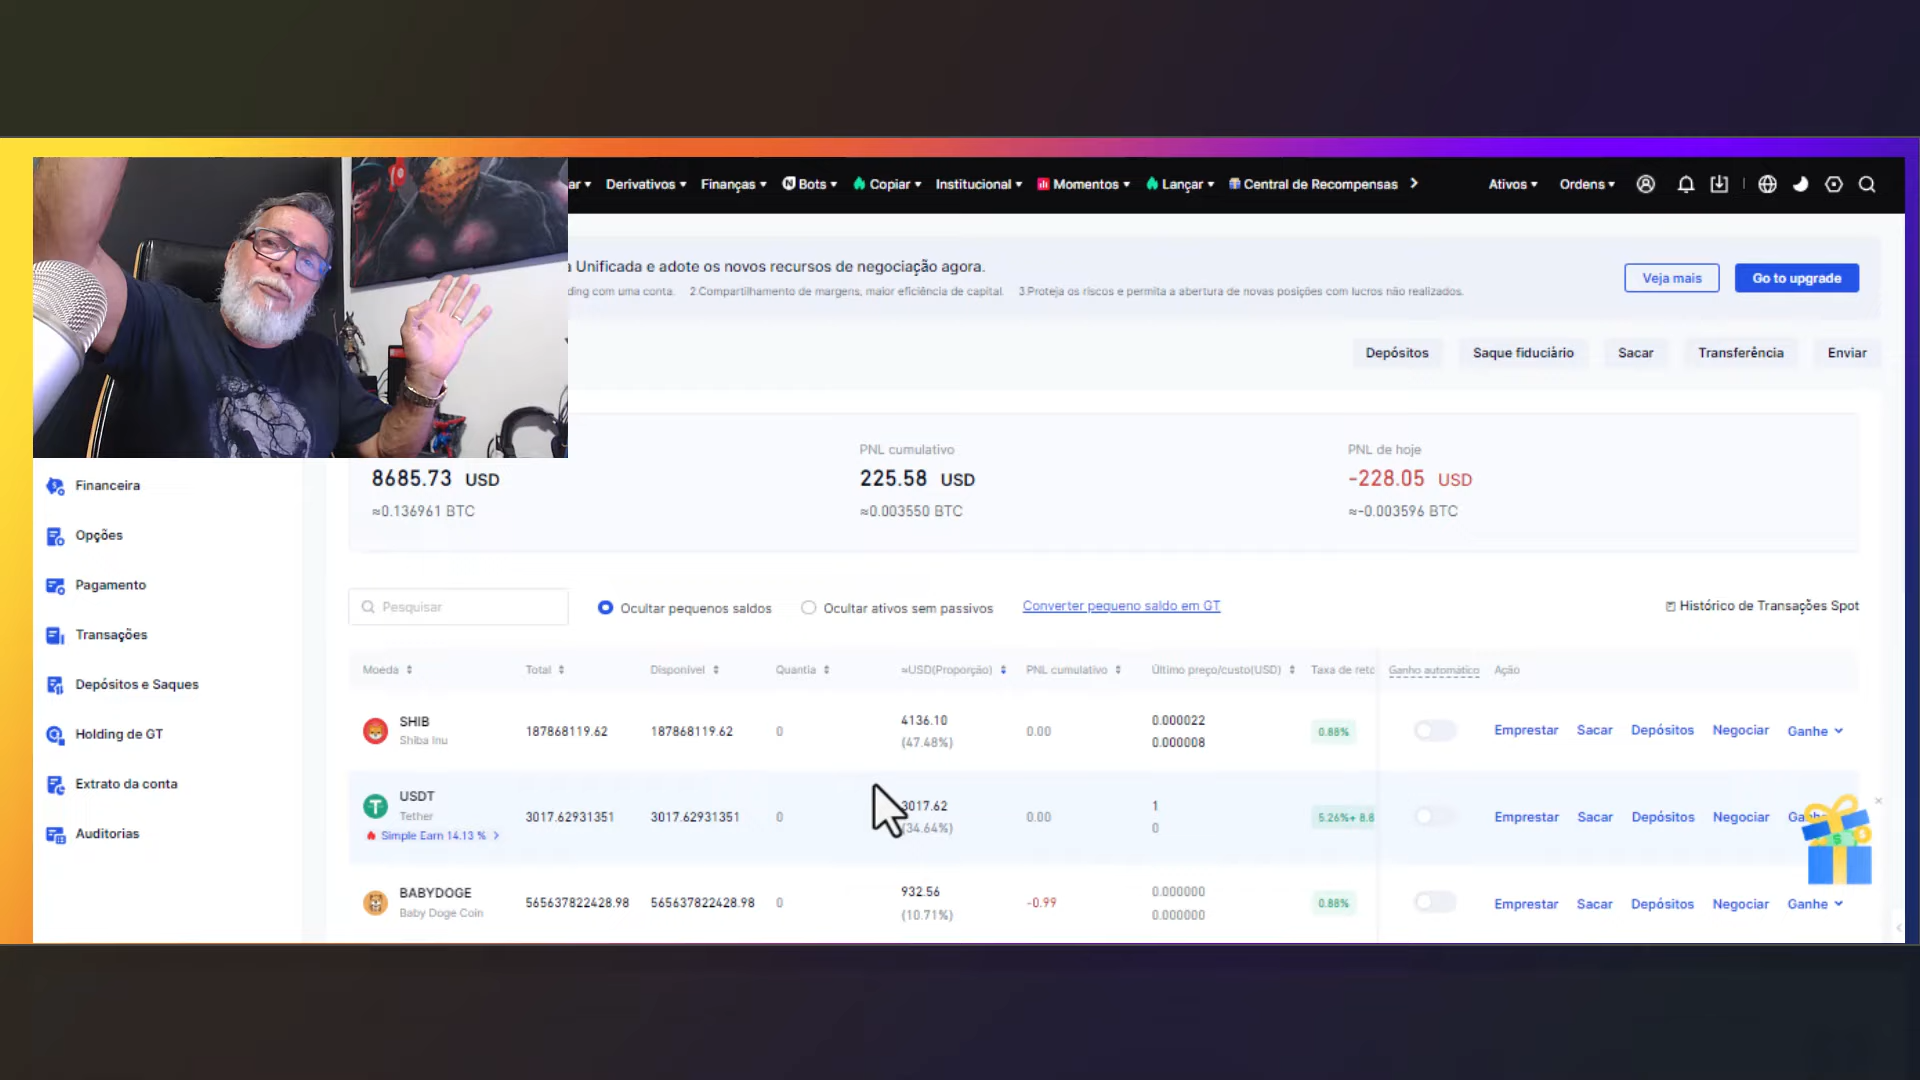 Derivativos
Finanças
Bots
Copiar
Institucional
Momentos
Lançar
Central de Recompensas
Ativos
Ordens
Unificada e adote os novos recursos de negociação agora.
com uma conta. 2.Compartilhamento de margens, maior eficiência de capital. 3.Proteja os riscos e permita a abertura de novas posições com lucros não realizados.
Veja mais
Go to upgrade
Depósitos
Saque fiduciário
Sacar
Transferência
Enviar
PNL cumulativo
PNL de hoje
8685.73 USD
225.58 USD
-228.05 USD
≈0.136961 BTC
≈0.003550 BTC
≈-0.003596 BTC
Financeira
Opções
Pagamento
Transações
Depósitos e Saques
Holding de GT
Extrato da conta
Auditorias
Pesquisar
Ocultar pequenos saldos
Ocultar ativos sem passivos
Converter pequeno saldo em GT
Histórico de Transações Spot
Moeda
Total
Disponível
Quantia
≈USD(Proporção)
PNL cumulativo
Último preço/custo(USD)
Taxa de
Ganho automático
Ação
SHIB
Shiba Inu
187868119.62
187868119.62
0
4136.10
(47.48%)
0.00
0.000022
0.000008
0.88%
Emprestar
Sacar
Depósitos
Negociar
Ganhe
USDT
Tether
Simple Earn 14.13 %
3017.62931351
3017.62931351
0
3017.62
(34.64%)
0.00
1
0
5.26%+ 8.8
Emprestar
Sacar
Depósitos
Negociar
BABYDOGE
Baby Doge Coin
565637822428.98
565637822428.98
0
932.56
(10.71%)
-0.99
0.000000
0.000000
0.88%
Emprestar
Sacar
Depósitos
Negociar
Ganhe